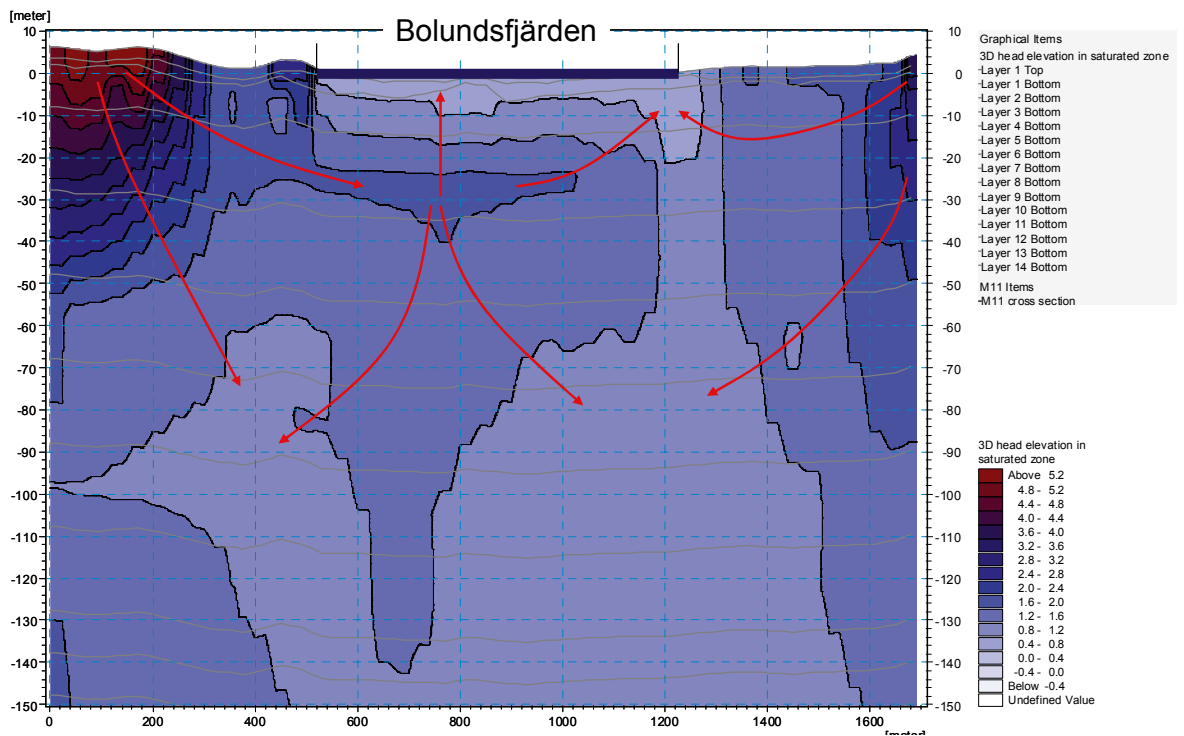 [meter]
Bolundsfjärden
10
0
-10
-20
-30
-40
-50
-60
-70
-80
-90
-100
-110
-120
-130
-140
-150
10
0
-10
-20
-30
-40
-50
-60
-70
-80
-90
-100
-110
-120
-130
-140
-150
0
200
400
600
800
1000
1200
1400
1600
[meter]
Graphical Items
3D head elevation in saturated zone
Layer 1 Top
Layer 1 Bottom
Layer 2 Bottom
Layer 3 Bottom
Layer 4 Bottom
Layer 5 Bottom
Layer 6 Bottom
Layer 7 Bottom
Layer 8 Bottom
Layer 9 Bottom
Layer 10 Bottom
Layer 11 Bottom
Layer 12 Bottom
Layer 13 Bottom
Layer 14 Bottom
M11 Items
M11 cross section
3D head elevation in
saturated zone
Above 5.2
4.8 - 5.2
4.4 - 4.8
4.0 - 4.4
3.6 - 4.0
3.2 - 3.6
2.8 - 3.2
2.4 - 2.8
2.0 - 2.4
1.6 - 2.0
1.2 - 1.6
0.8 - 1.2
0.4 - 0.8
0.0 - 0.4
-0.4 - 0.0
Below -0.4
Undefined Value